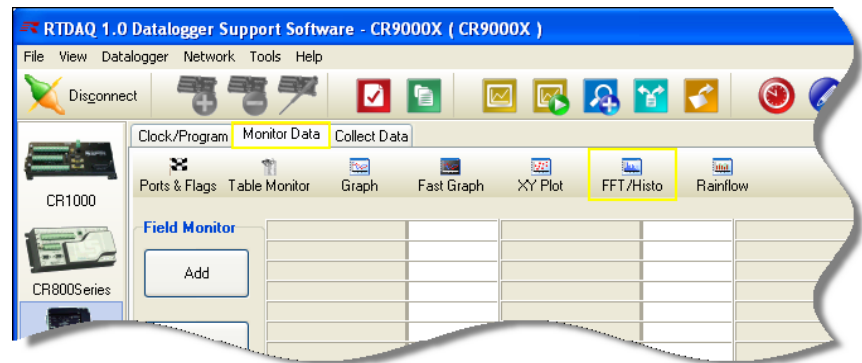 RTDAQ 1.0 Datalogger Support Software - CR9000X ( CR9000X )
File View Datalogger Network Tools Help
Disconnect
Clock/Program Monitor Data Collect Data
Ports & Flags Table Monitor Graph Fast Graph XY Plot FFT/Histo Rainflow
CR1000
Field Monitor
Add
CR800Series